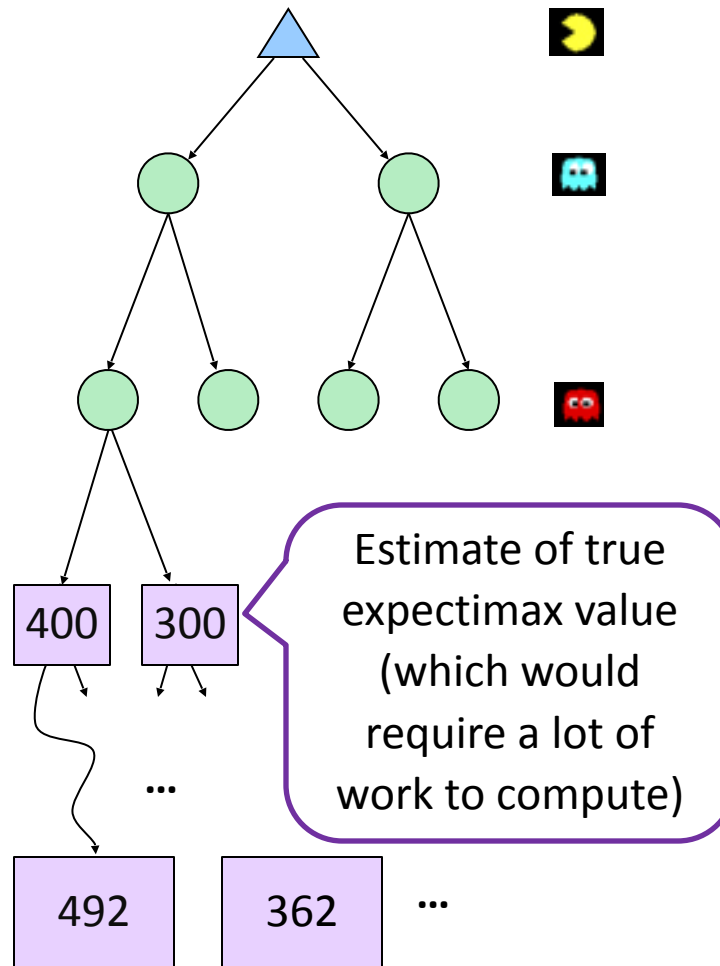 Estimate of true
expectimax value
(which would
require a lot of
work to compute)
400 300
...
492 362 ...